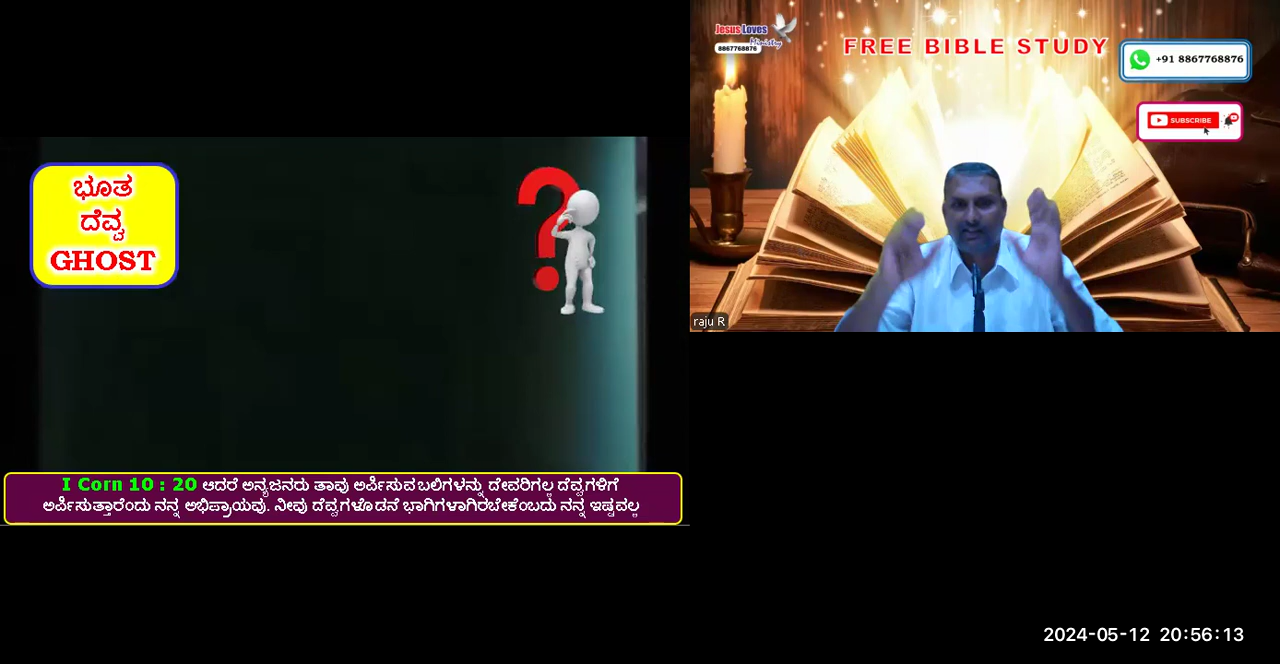 ಭೂತ
ದೆವ್ವ
GHOST
I Corn 10 : 20 ಆದರೆ ಅನ್ಯಜನರು ತಾವು ಅರ್ಪಿಸುವ ಬಲಿಗಳನ್ನು ದೇವರಿಗಲ್ಲ ದೆವ್ವಗಳಿಗೆ
ಅರ್ಪಿಸುತ್ತಾರೆಂದು ನನ್ನ ಅಭಿಪ್ರಾಯವು. ನೀವು ದೆವ್ವಗಳೊಡನೆ ಭಾಗಿಗಳಾಗಿರಬೇಕೆಂಬದು ನನ್ನ ಇಷ್ಟವಲ್ಲ
Jesus Loves
Ministry
8867768876
FREE BIBLE STUDY
+91 8867768876
SUBSCRIBE
raju R
2024-05-12 20:56:13